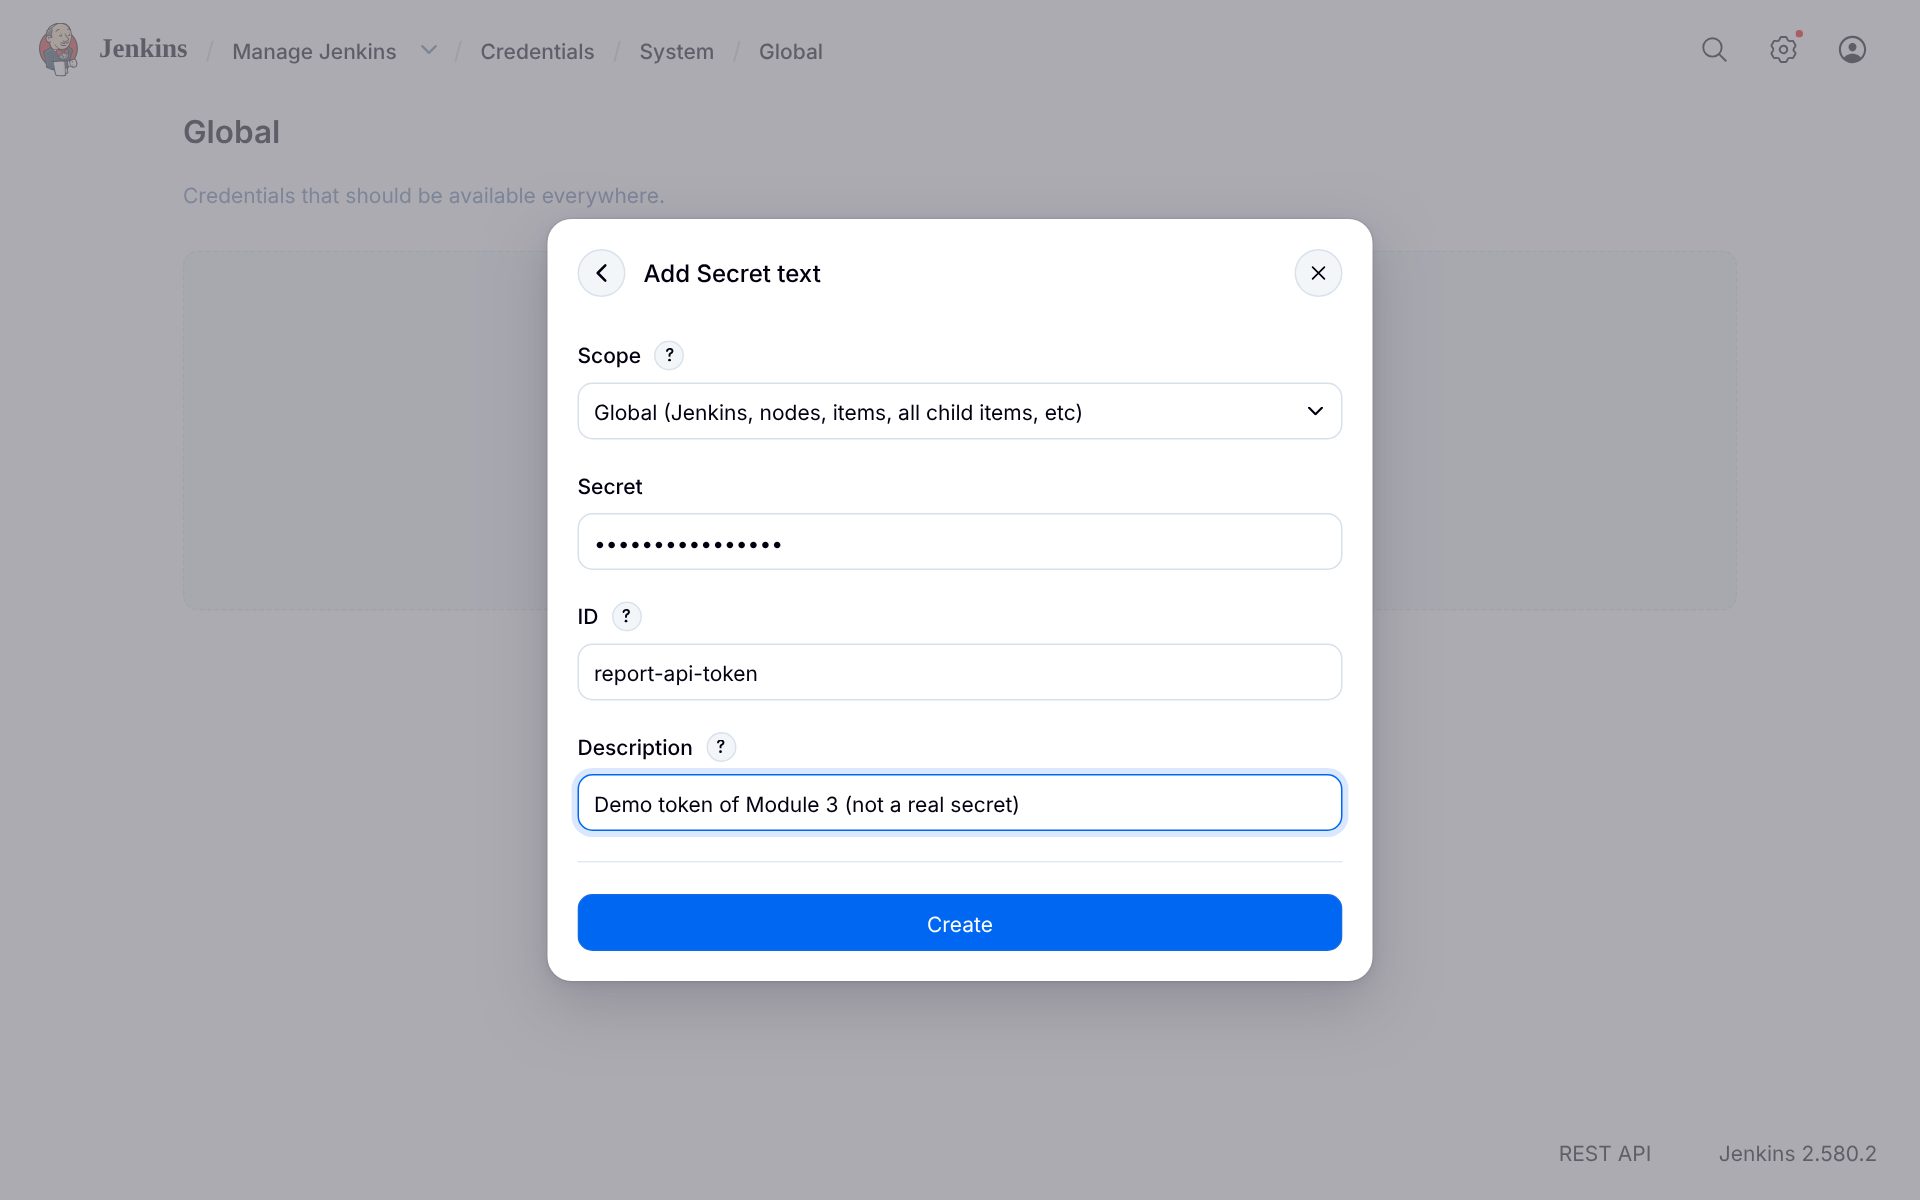 Jenkins / Manage Jenkins / Credentials / System / Global
Global
Credentials that should be available everywhere.
Add Secret text
Scope ?
Global (Jenkins, nodes, items, all child items, etc)
Secret
••••••••••••••••
ID ?
report-api-token
Description ?
Demo token of Module 3 (not a real secret)
Create
REST API Jenkins 2.580.2